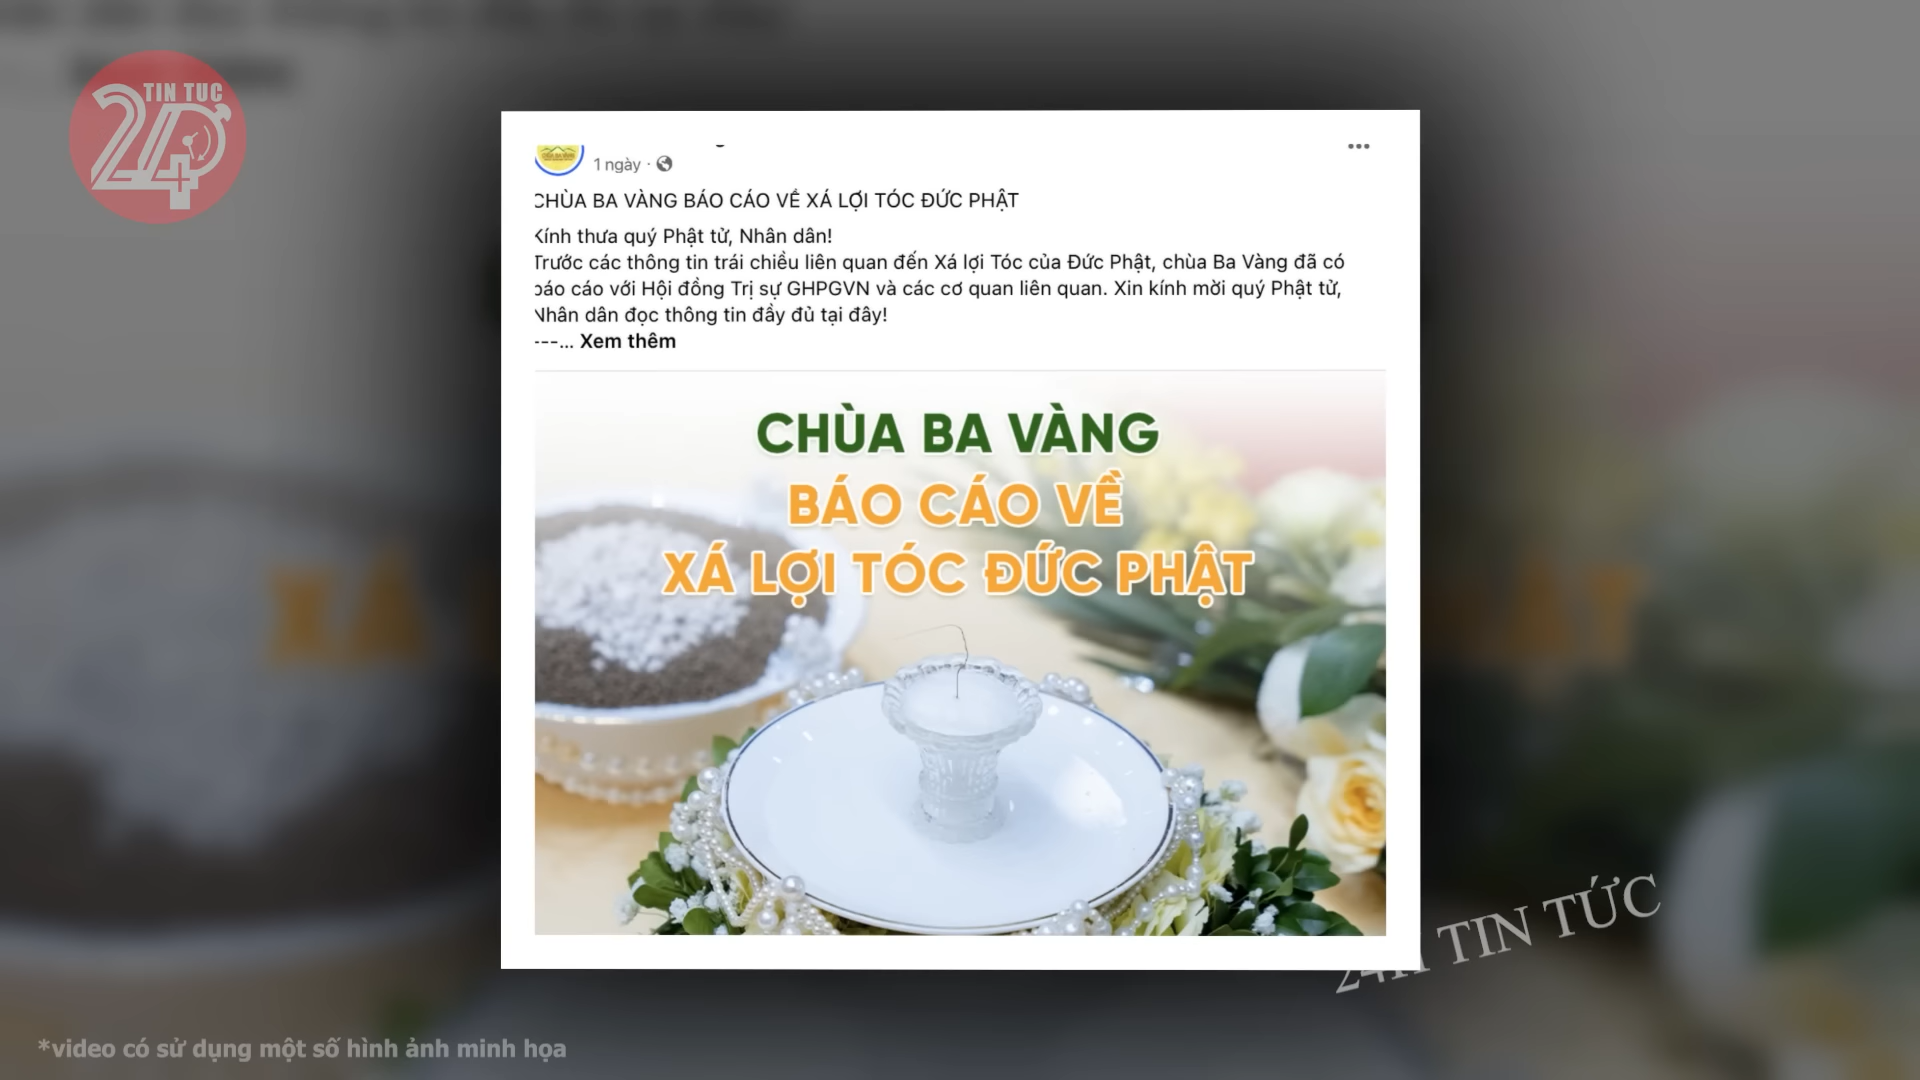 TIN TỨC
24
1 ngày ·
CHÙA BA VÀNG BÁO CÁO VỀ XÁ LỢI TÓC ĐỨC PHẬT
Kính thưa quý Phật tử, Nhân dân!
Trước các thông tin trái chiều liên quan đến Xá lợi Tóc của Đức Phật, chùa Ba Vàng đã có
báo cáo với Hội đồng Trị sự GHPGVN và các cơ quan liên quan. Xin kính mời quý Phật tử,
Nhân dân đọc thông tin đầy đủ tại đây!
---... Xem thêm
CHÙA BA VÀNG
BÁO CÁO VỀ
XÁ LỢI TÓC ĐỨC PHẬT
24H TIN TỨC
*video có sử dụng một số hình ảnh minh họa